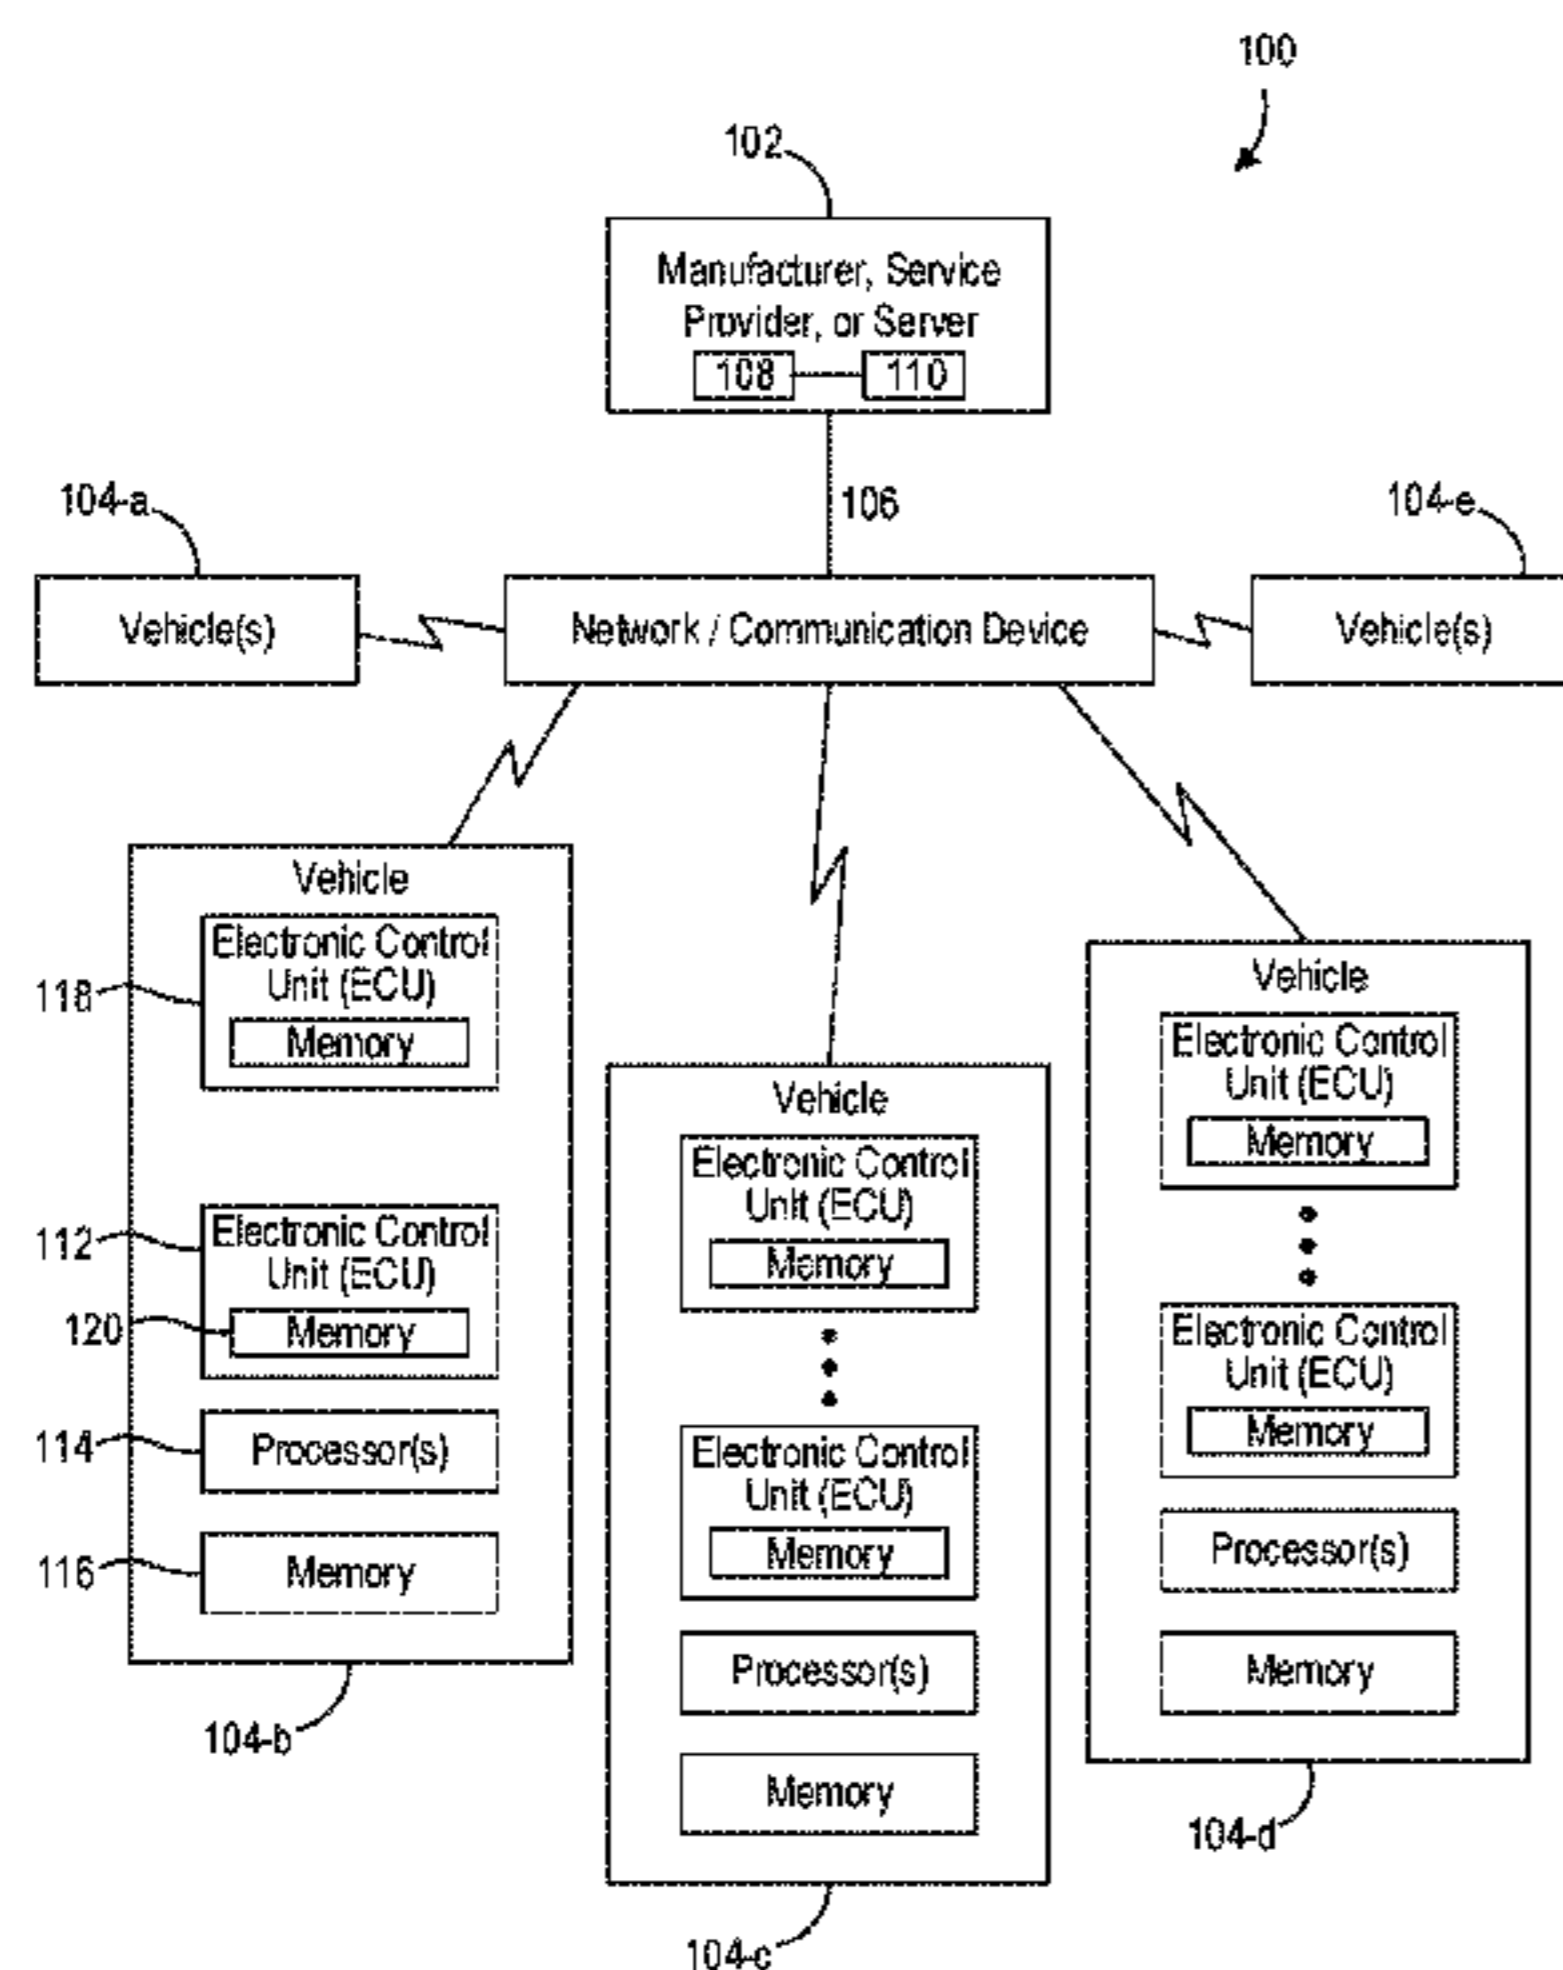 100
102
Manufacturer, Service
Provider, or Server
108
110
106
104-a
104-e
Vehicle(s)
Network / Communication Device
Vehicle(s)
Vehicle
Electronic Control
Unit (ECU)
Memory
118
Electronic Control
Unit (ECU)
Memory
112
120
Processor(s)
114
Memory
116
104-b
Vehicle
Electronic Control
Unit (ECU)
Memory
Electronic Control
Unit (ECU)
Memory
Processor(s)
Memory
104-c
Vehicle
Electronic Control
Unit (ECU)
Memory
Electronic Control
Unit (ECU)
Memory
Processor(s)
Memory
104-d